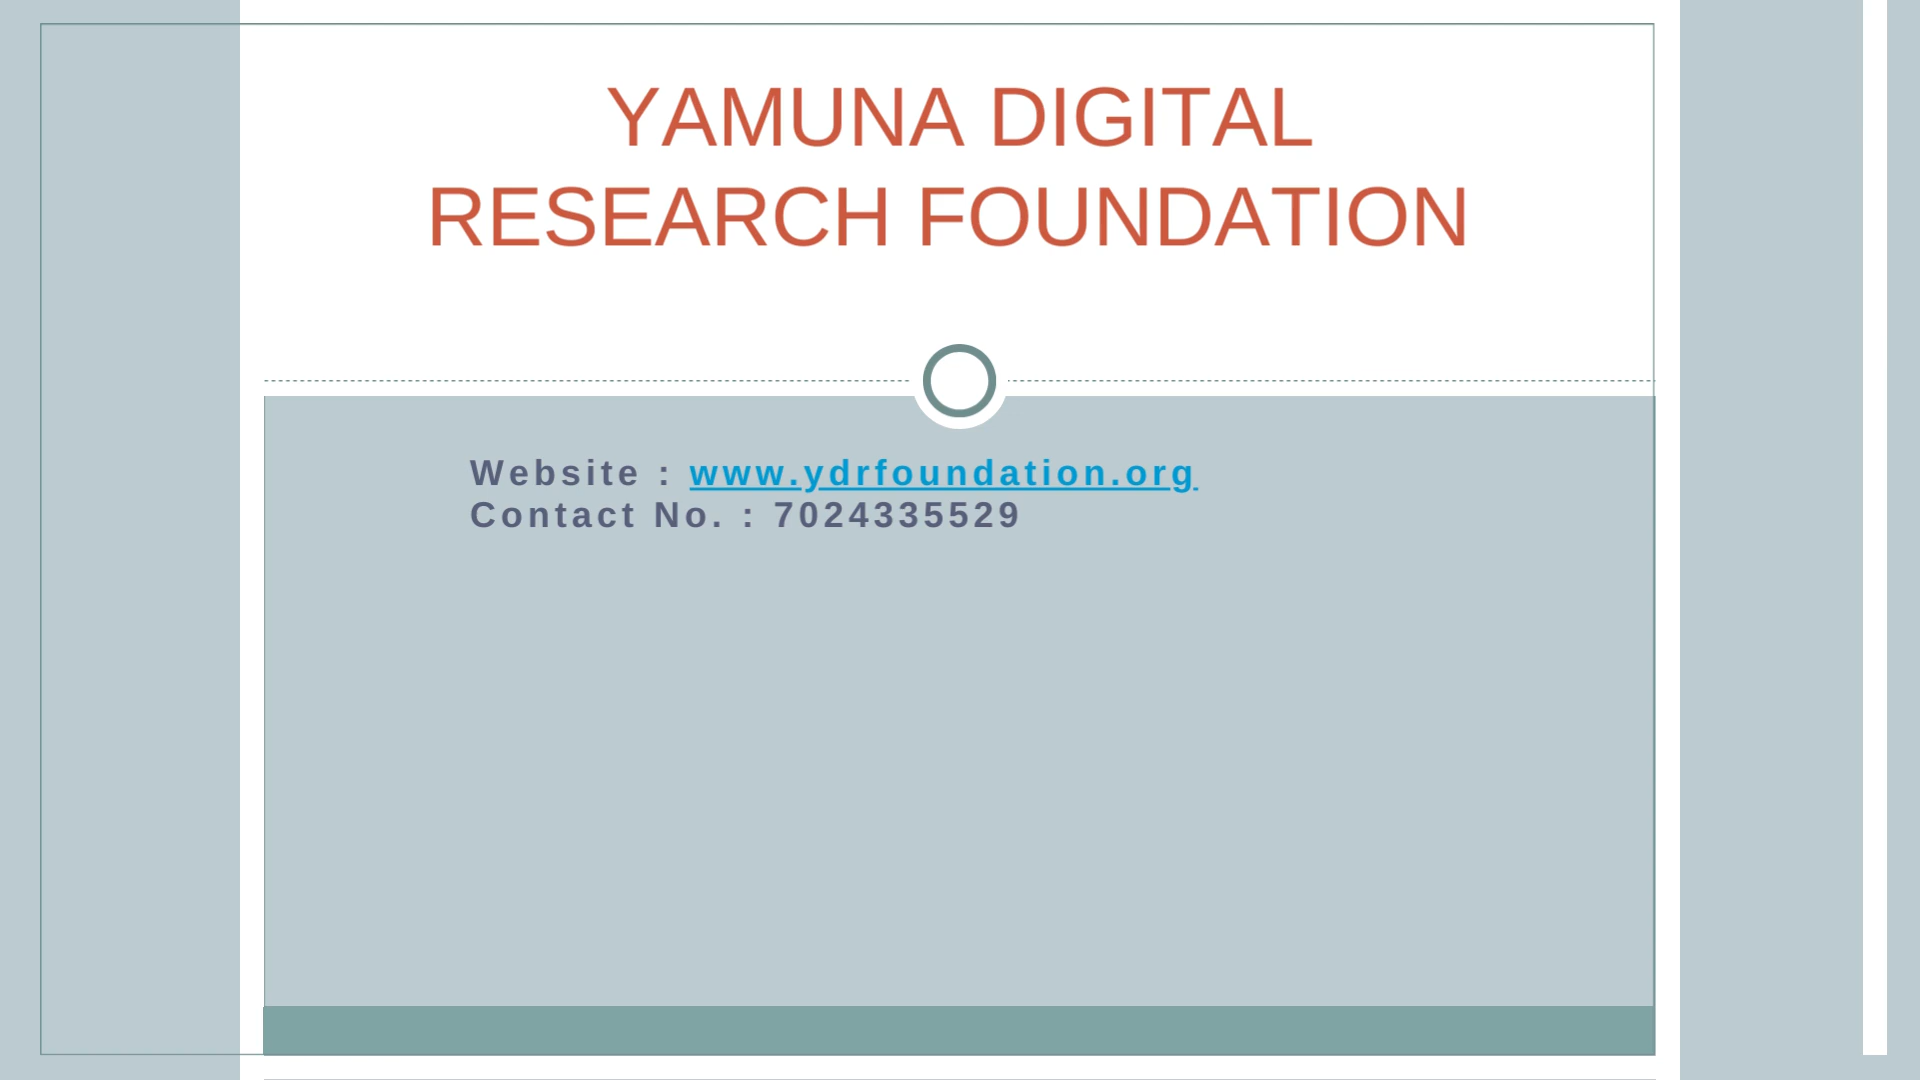 YAMUNA DIGITAL
RESEARCH FOUNDATION
Website : www.ydrfoundation.org
Contact No. : 7024335529